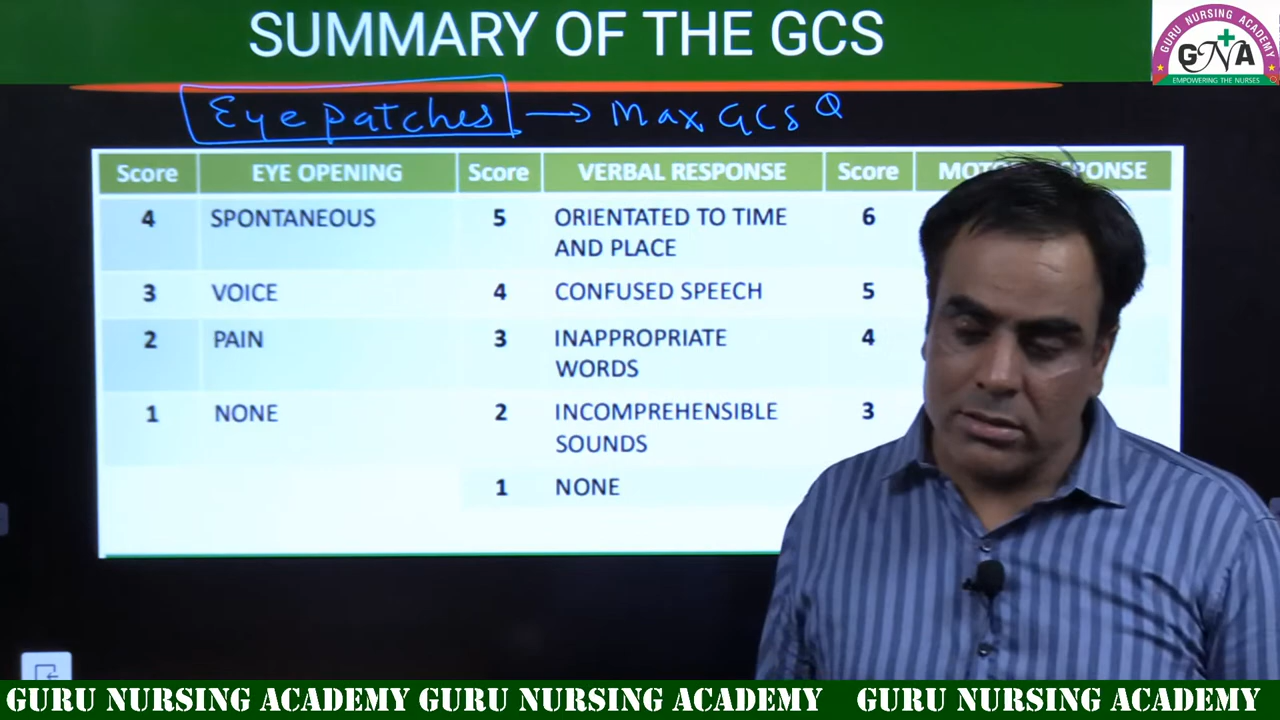 SUMMARY OF THE GCS
GURU NURSING ACADEMY
GNA
EMPOWERING THE NURSES
Eye patches → Max GCS Q
Score EYE OPENING Score VERBAL RESPONSE Score
4 SPONTANEOUS 5 ORIENTATED TO TIME 6
AND PLACE
3 VOICE 4 CONFUSED SPEECH 5
2 PAIN 3 INAPPROPRIATE 4
WORDS
1 NONE 2 INCOMPREHENSIBLE 3
SOUNDS
1 NONE
GURU NURSING ACADEMY GURU NURSING ACADEMY GURU NURSING ACADEMY